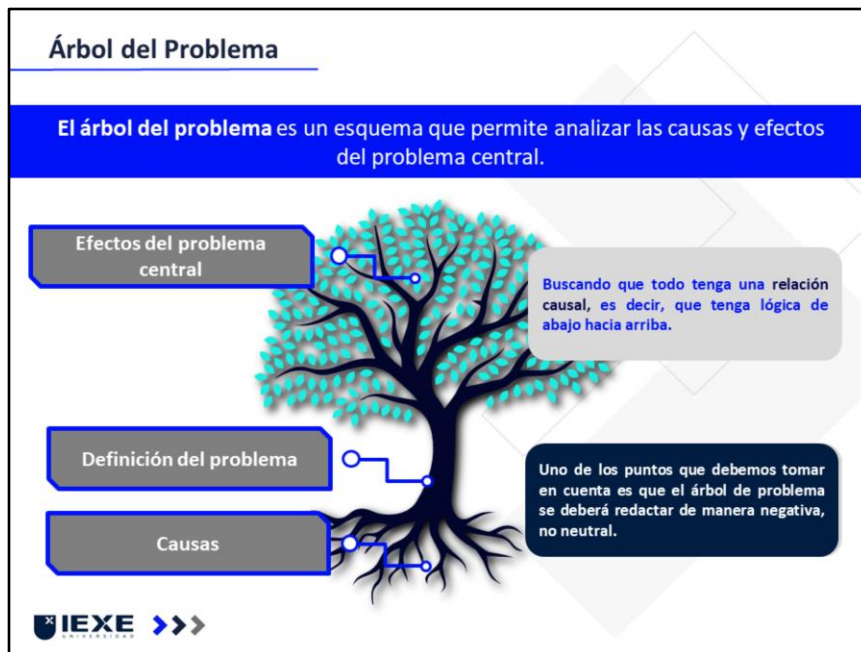 Árbol del Problema
El árbol del problema es un esquema que permite analizar las causas y efectos
del problema central.
Efectos del problema
central
Buscando que todo tenga una relación
causal, es decir, que tenga lógica de
abajo hacia arriba.
Definición del problema
Uno de los puntos que debemos tomar
en cuenta es que el árbol de problema
se deberá redactar de manera negativa,
no neutral.
Causas
IEXE
UNIVERSIDAD